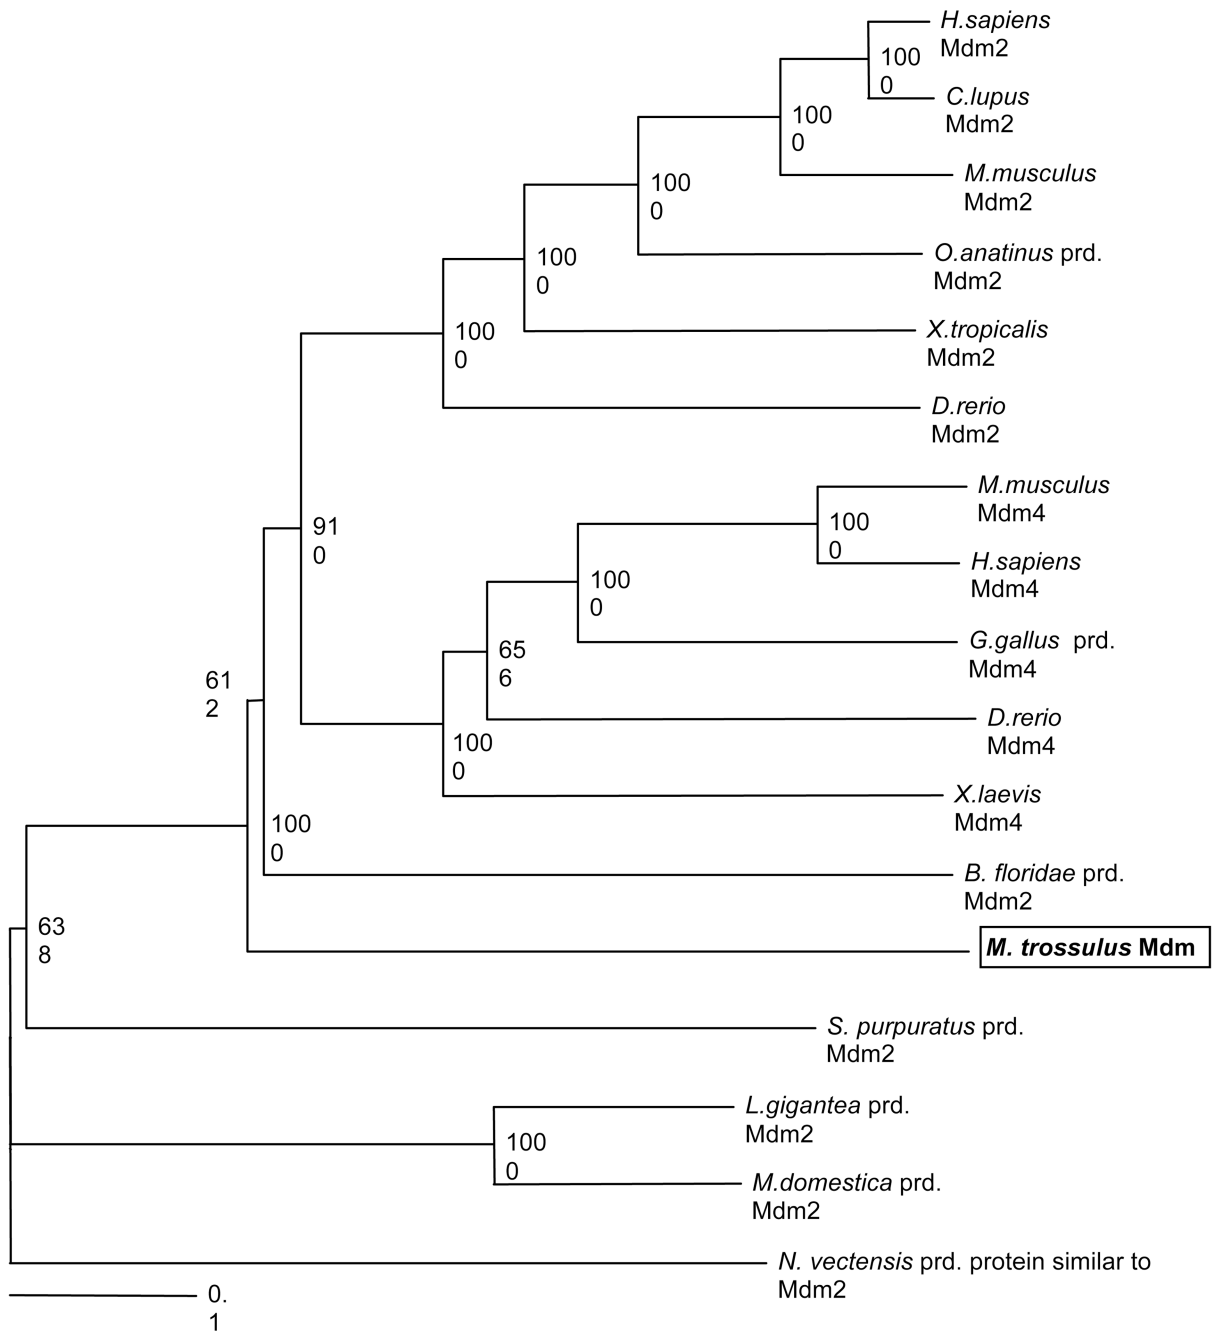 H.sapiens
Mdm2
100
0
C.lupus
Mdm2
100
0
M.musculus
Mdm2
100
0
O.anatinus prd.
Mdm2
100
0
X.tropicalis
Mdm2
100
0
D.rerio
Mdm2
M.musculus
Mdm4
100
0
H.sapiens
Mdm4
91
0
100
0
G.gallus prd.
Mdm4
65
6
D.rerio
Mdm4
61
2
100
0
X.laevis
Mdm4
100
0
B. floridae prd.
Mdm2
63
8
M. trossulus Mdm
S. purpuratus prd.
Mdm2
L.gigantea prd.
Mdm2
100
0
M.domestica prd.
Mdm2
N. vectensis prd. protein similar to
Mdm2
0.
1